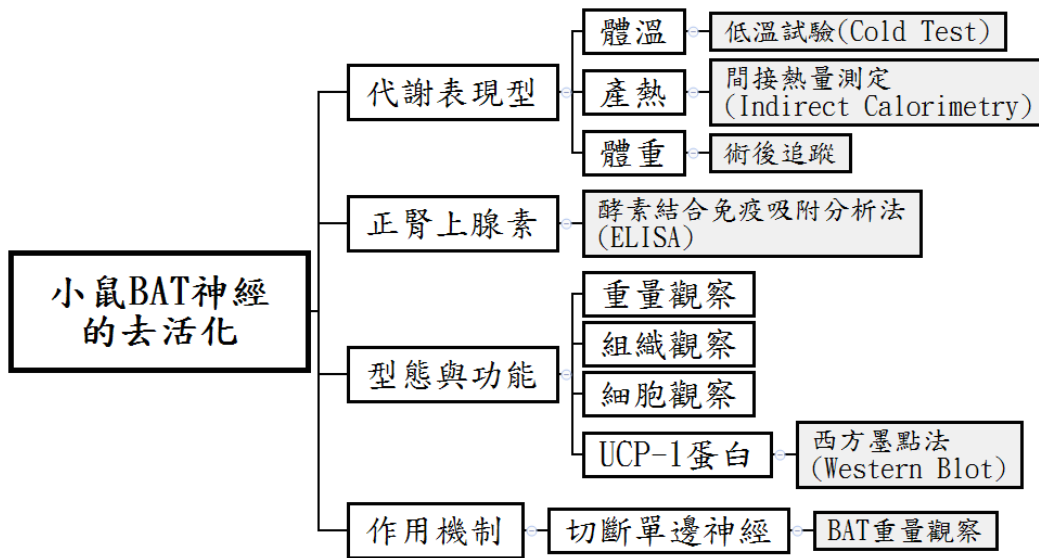 小鼠BAT神經
的去活化
代謝表現型
體溫
低溫試驗(Cold Test)
產熱
間接熱量測定
(Indirect Calorimetry)
體重
術後追蹤
正腎上腺素
酵素結合免疫吸附分析法
(ELISA)
型態與功能
重量觀察
組織觀察
細胞觀察
UCP-1蛋白
西方墨點法
(Western Blot)
作用機制
切斷單邊神經
BAT重量觀察